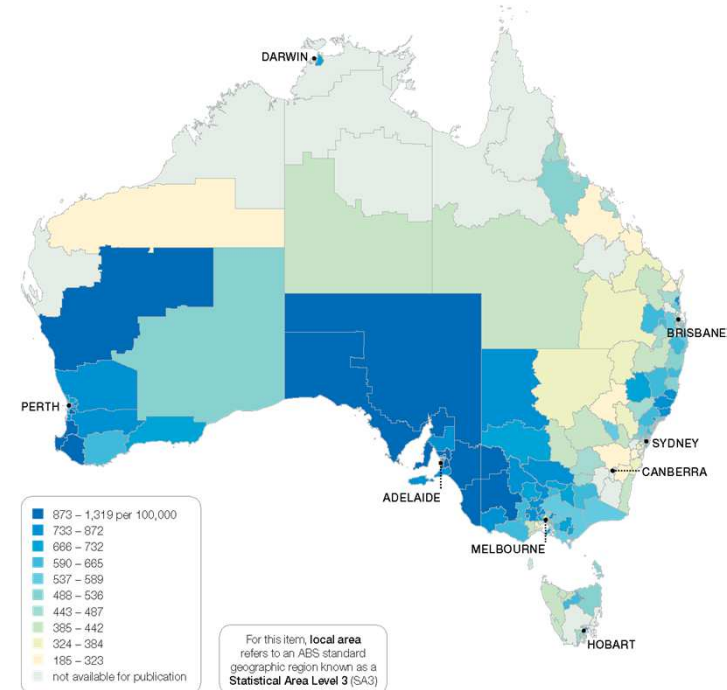 DARWIN
BRISBANE
PERTH
SYDNEY
CANBERRA
ADELAIDE
MELBOURNE
HOBART
873 – 1,319 per 100,000
733 – 872
666 – 732
590 – 665
537 – 589
488 – 536
443 – 487
385 – 442
324 – 384
185 – 323
not available for publication
For this item, local area
refers to an ABS standard
geographic region known as a
Statistical Area Level 3 (SA3)